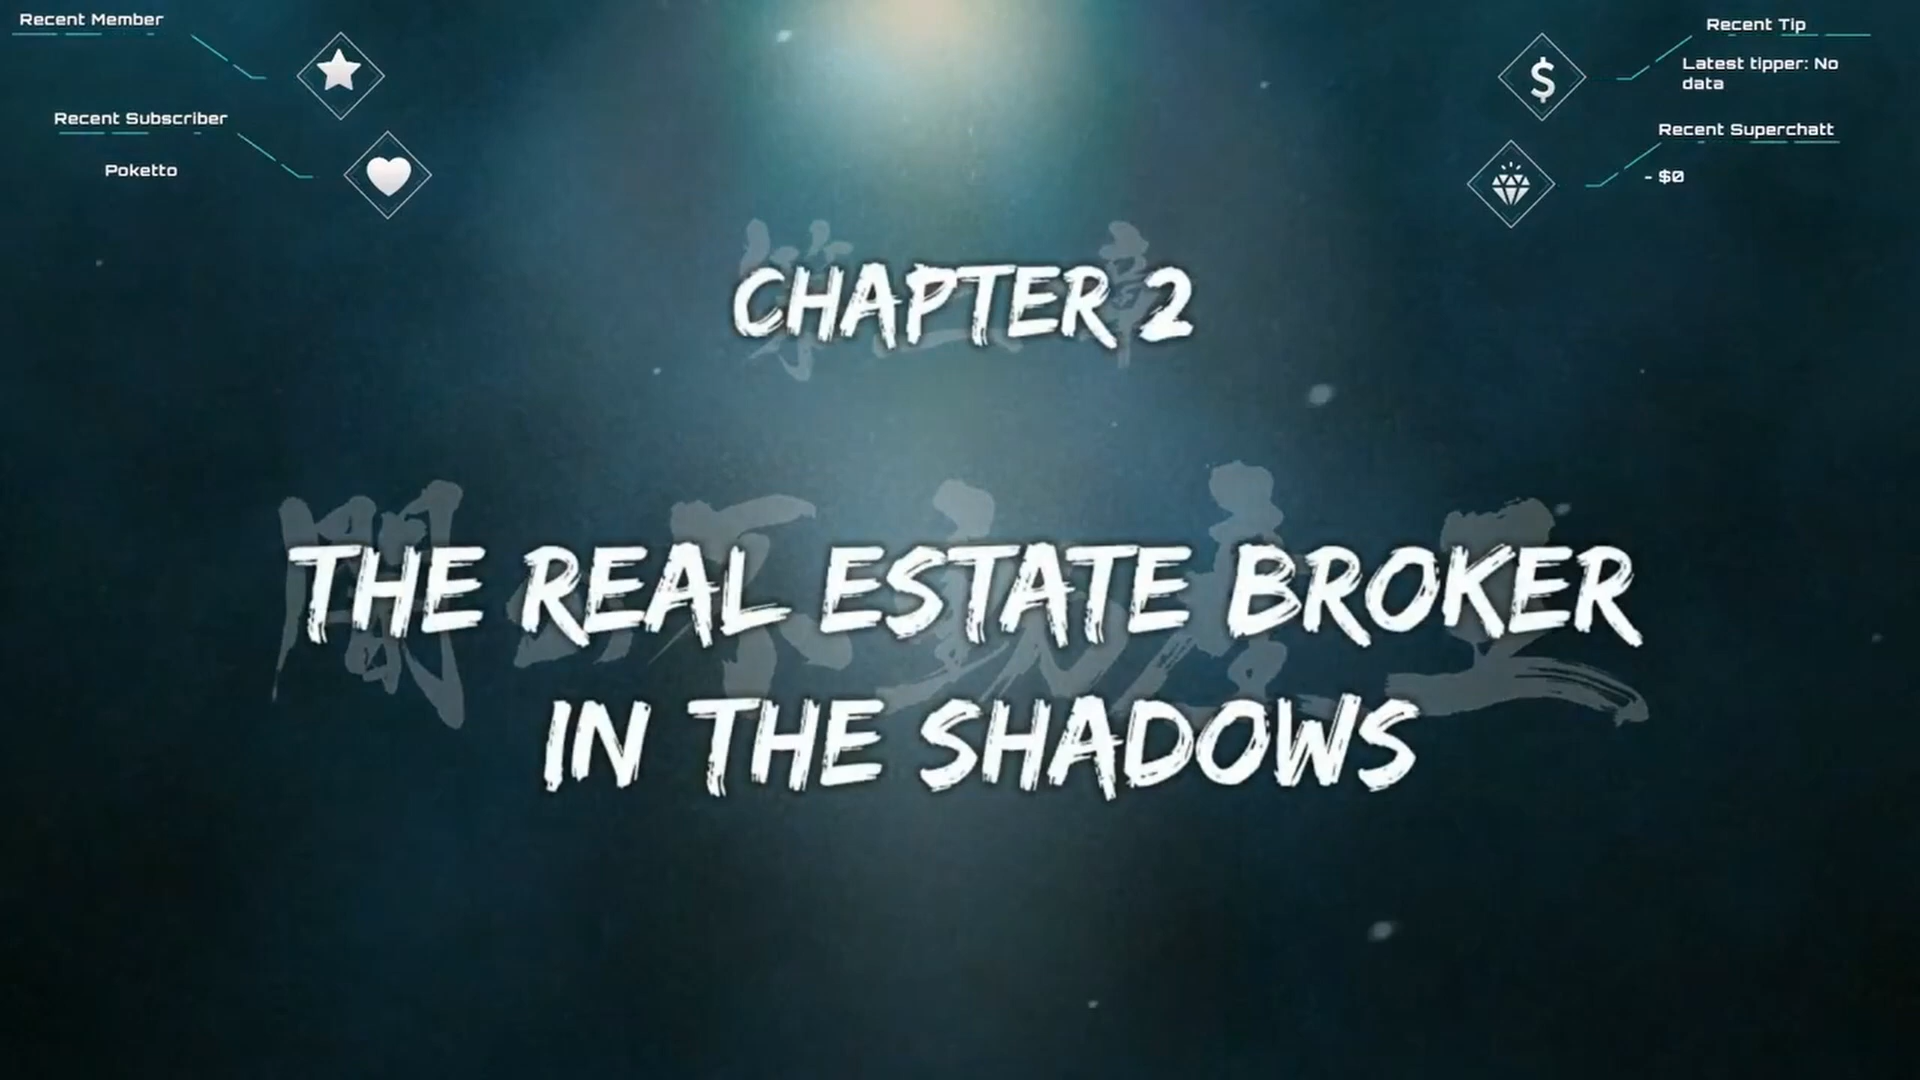 Recent Member
Recent Subscriber
Poketto
Recent Tip
Latest tipper: No
data
Recent Superchatt
- $0
CHAPTER 2
THE REAL ESTATE BROKER
IN THE SHADOWS